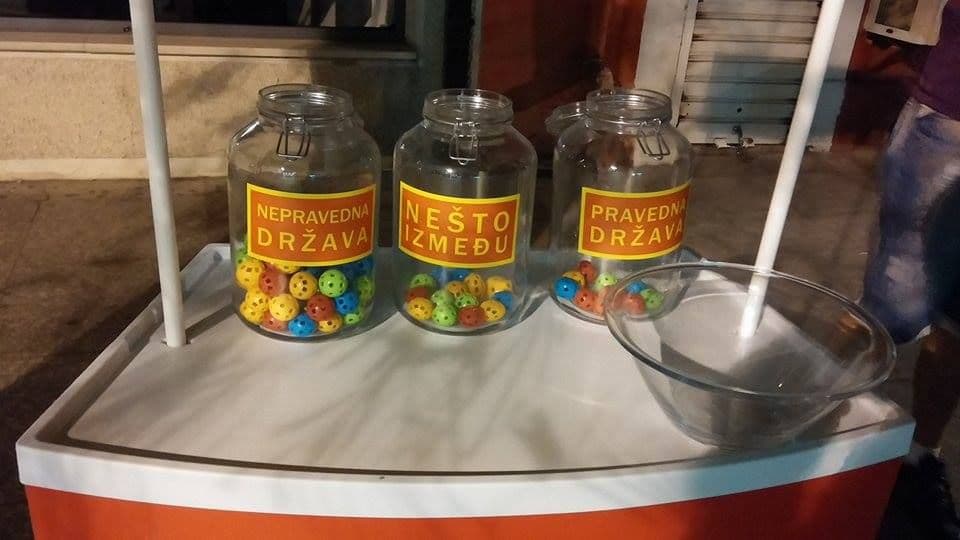 NEPRAVEDNA
DRŽAVA
NEŠTO
IZMEĐU
PRAVEDNA
DRŽAVA